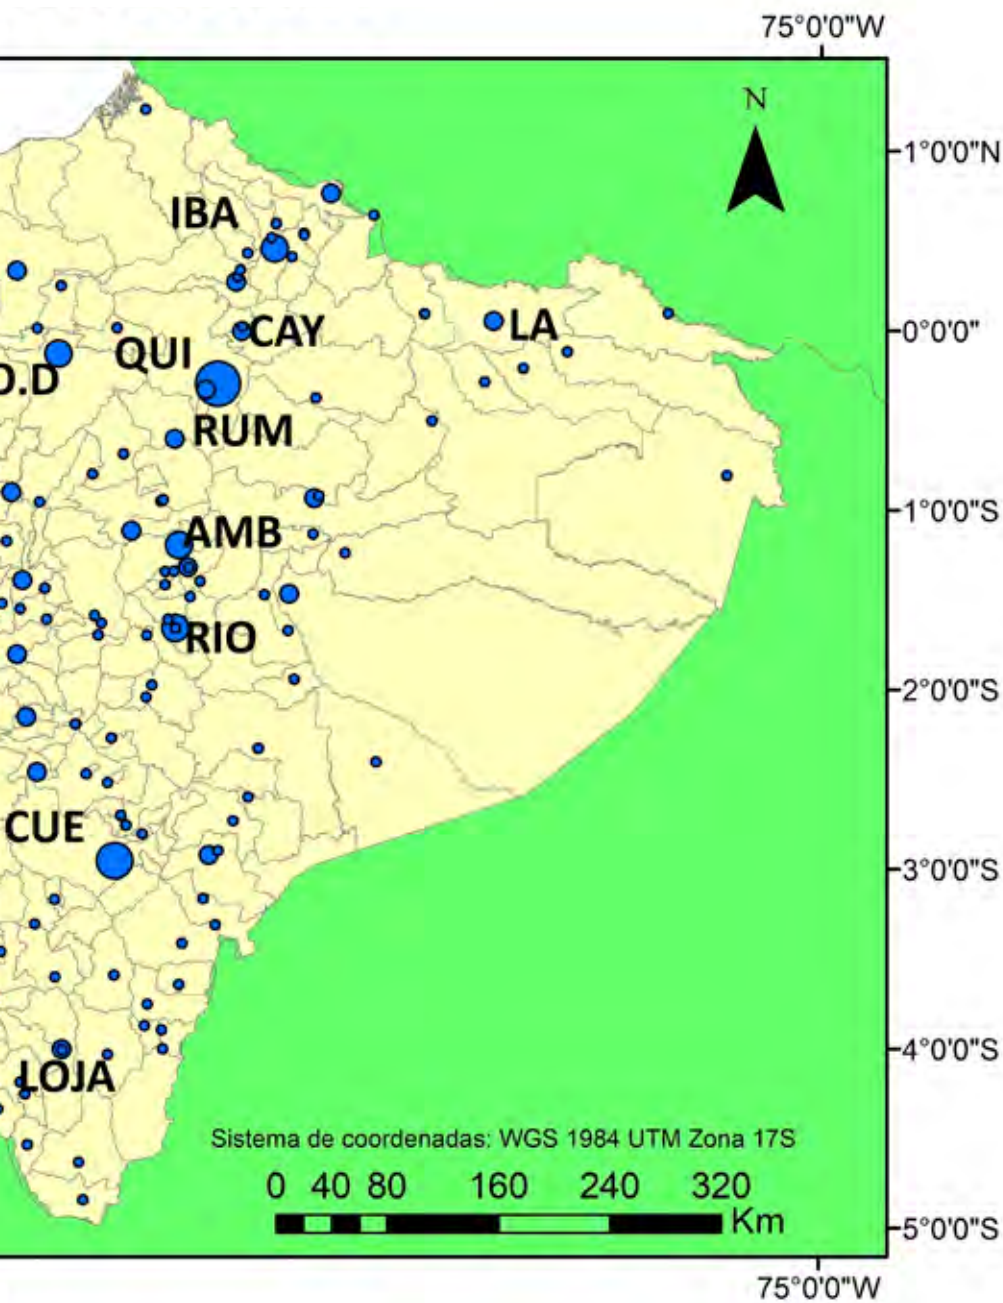 75°0'0"W
N
1°0'0"N
IBA
LA
0°0'0"
CAY
QUI
O.D
RUM
1°0'0"S
AMB
RIO
2°0'0"S
CUE
3°0'0"S
4°0'0"S
LOJA
Sistema de coordenadas: WGS 1984 UTM Zona 17S
0 40 80 160 240 320
Km
5°0'0"S
75°0'0"W